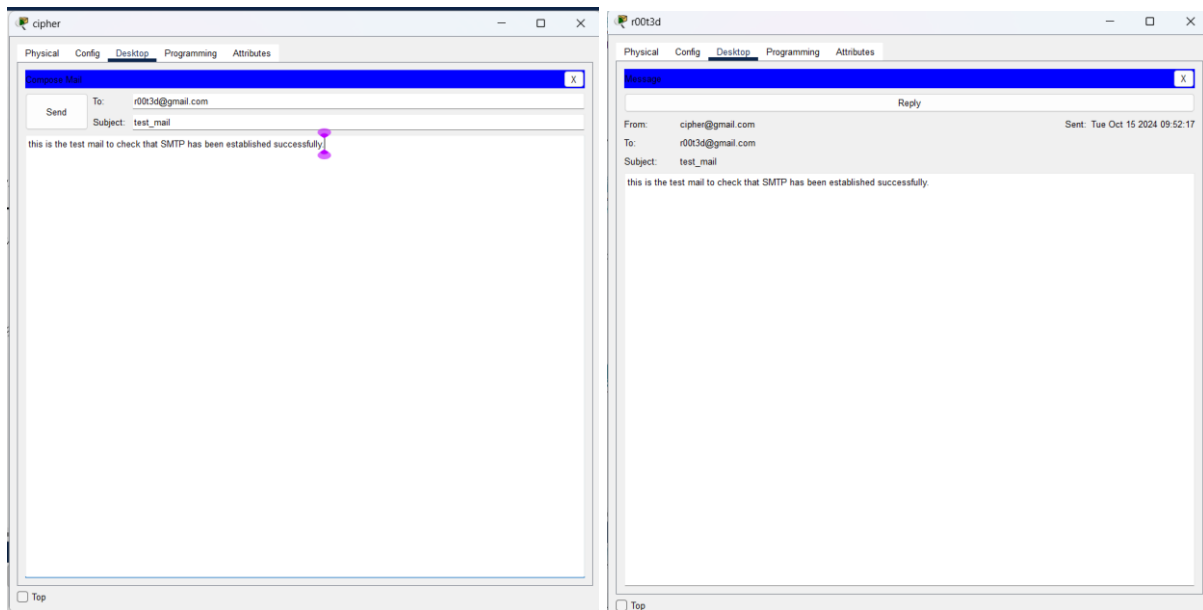 cipher
Physical Config Desktop Programming Attributes
Compose Mail
X
Send
To: r00t3d@gmail.com
Subject: test_mail
this is the test mail to check that SMTP has been established successfully.
Top
r00t3d
Physical Config Desktop Programming Attributes
Message
X
Reply
From: cipher@gmail.com Sent: Tue Oct 15 2024 09:52:17
To: r00t3d@gmail.com
Subject: test_mail
this is the test mail to check that SMTP has been established successfully.
Top